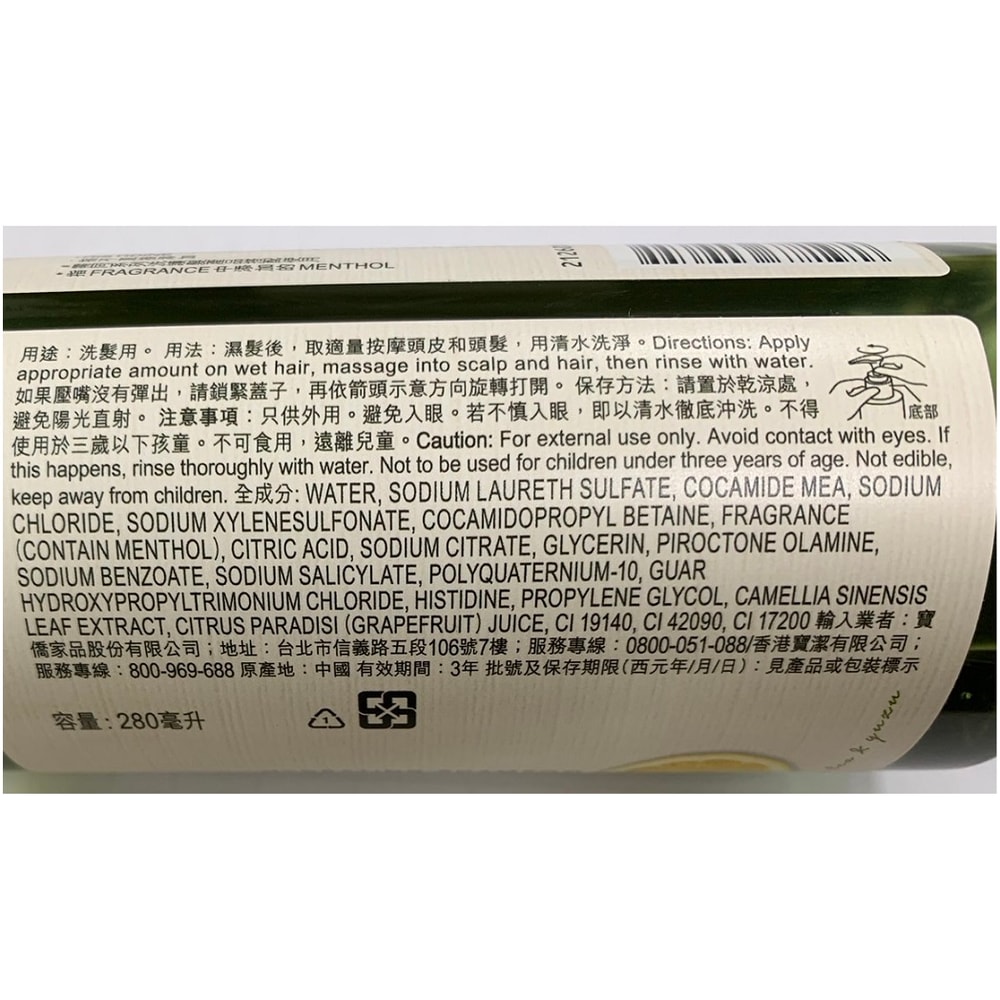 • 無 FRAGRANCE 中添加的 MENTHOL
2126
用途：洗髮用。 用法：濕髮後，取適量按摩頭皮和頭髮，用清水洗淨。Directions: Apply
appropriate amount on wet hair, massage into scalp and hair, then rinse with water.
如果壓嘴沒有彈出，請鎖緊蓋子，再依箭頭示意方向旋轉打開。 保存方法：請置於乾涼處，
避免陽光直射。 注意事項：只供外用。避免入眼。若不慎入眼，即以清水徹底沖洗。不得
底部
使用於三歲以下孩童。不可食用，遠離兒童。Caution: For external use only. Avoid contact with eyes. If
this happens, rinse thoroughly with water. Not to be used for children under three years of age. Not edible,
keep away from children. 全成分: WATER, SODIUM LAURETH SULFATE, COCAMIDE MEA, SODIUM
CHLORIDE, SODIUM XYLENESULFONATE, COCAMIDOPROPYL BETAINE, FRAGRANCE
(CONTAIN MENTHOL), CITRIC ACID, SODIUM CITRATE, GLYCERIN, PIROCTONE OLAMINE,
SODIUM BENZOATE, SODIUM SALICYLATE, POLYQUATERNIUM-10, GUAR
HYDROXYPROPYLTRIMONIUM CHLORIDE, HISTIDINE, PROPYLENE GLYCOL, CAMELLIA SINENSIS
LEAF EXTRACT, CITRUS PARADISI (GRAPEFRUIT) JUICE, CI 19140, CI 42090, CI 17200 輸入業者：寶
僑家品股份有限公司；地址：台北市信義路五段106號7樓；服務專線：0800-051-088/香港寶潔有限公司；
服務專線：800-969-688 原產地：中國 有效期間：3年 批號及保存期限(西元年/月/日)：見產品或包裝標示
容量：280毫升
1